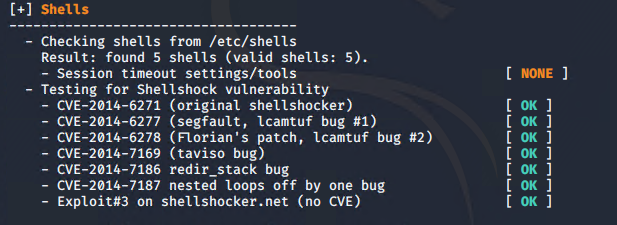 [+] Shells
------------------------------------
- Checking shells from /etc/shells
Result: found 5 shells (valid shells: 5).
- Session timeout settings/tools [ NONE ]
- Testing for Shellshock vulnerability
- CVE-2014-6271 (original shellshocker) [ OK ]
- CVE-2014-6277 (segfault, lcamtuf bug #1) [ OK ]
- CVE-2014-6278 (Florian's patch, lcamtuf bug #2) [ OK ]
- CVE-2014-7169 (taviso bug) [ OK ]
- CVE-2014-7186 redir_stack bug [ OK ]
- CVE-2014-7187 nested loops off by one bug [ OK ]
- Exploit#3 on shellshocker.net (no CVE) [ OK ]